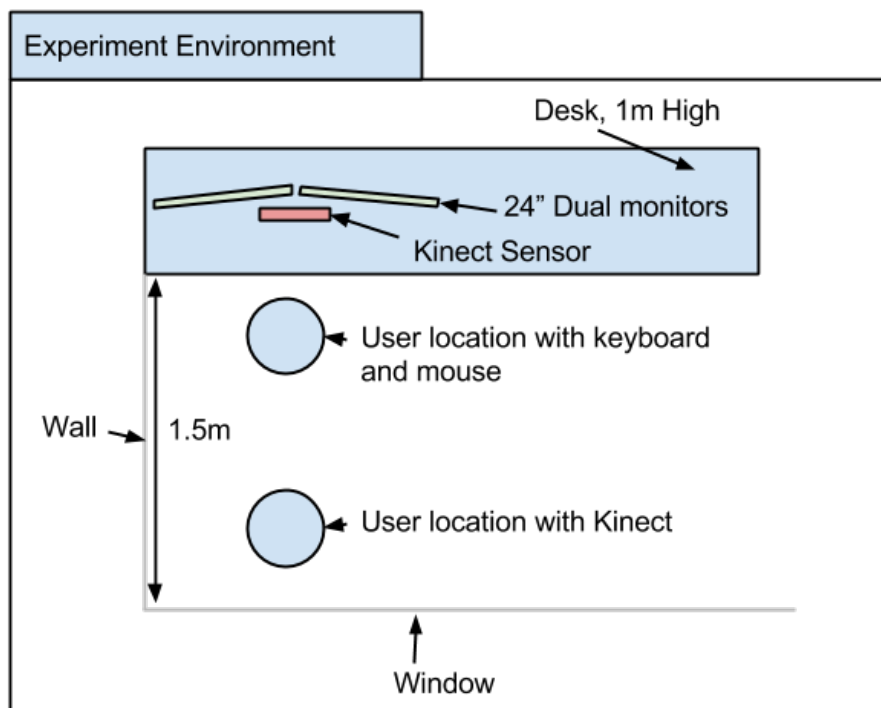 Experiment Environment
Desk, 1m High
24” Dual monitors
Kinect Sensor
User location with keyboard
and mouse
Wall
1.5m
User location with Kinect
Window